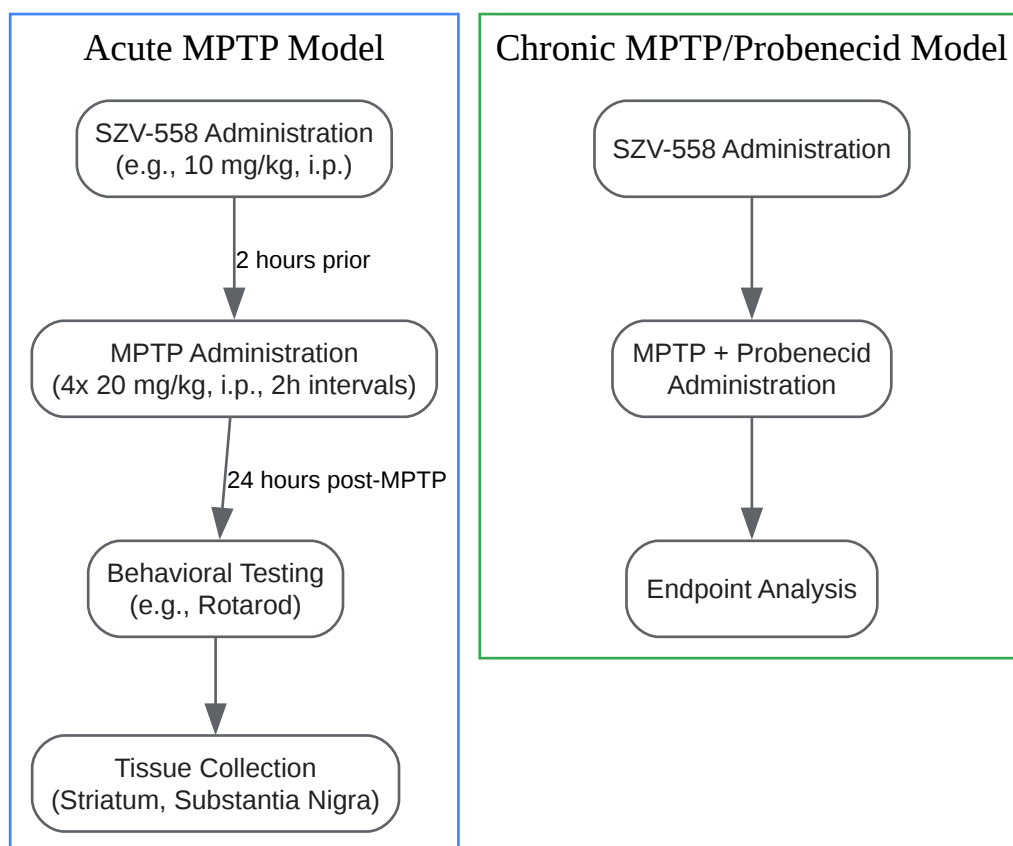 Acute MPTP Model
SZV-558 Administration
(e.g., 10 mg/kg, i.p.)
2 hours prior
MPTP Administration
(4x 20 mg/kg, i.p., 2h intervals)
24 hours post-MPTP
Behavioral Testing
(e.g., Rotarod)
Tissue Collection
(Striatum, Substantia Nigra)
Chronic MPTP/Probenecid Model
SZV-558 Administration
MPTP + Probenecid
Administration
Endpoint Analysis